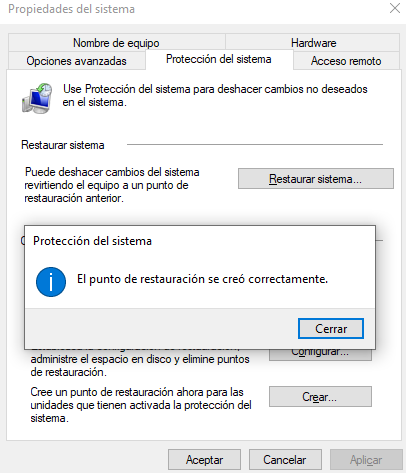 Propiedades del sistema
Nombre de equipo
Hardware
Opciones avanzadas
Protección del sistema
Acceso remoto
Use Protección del sistema para deshacer cambios no deseados
en el sistema.
Restaurar sistema
Puede deshacer cambios del sistema
revirtiendo el equipo a un punto de
restauración anterior.
Restaurar sistema...
Protección del sistema
El punto de restauración se creó correctamente.
Cerrar
administre el espacio en disco y elimine puntos
de restauración.
Configurar...
Cree un punto de restauración ahora para las
unidades que tienen activada la protección del
sistema.
Crear...
Aceptar
Cancelar
Aplicar